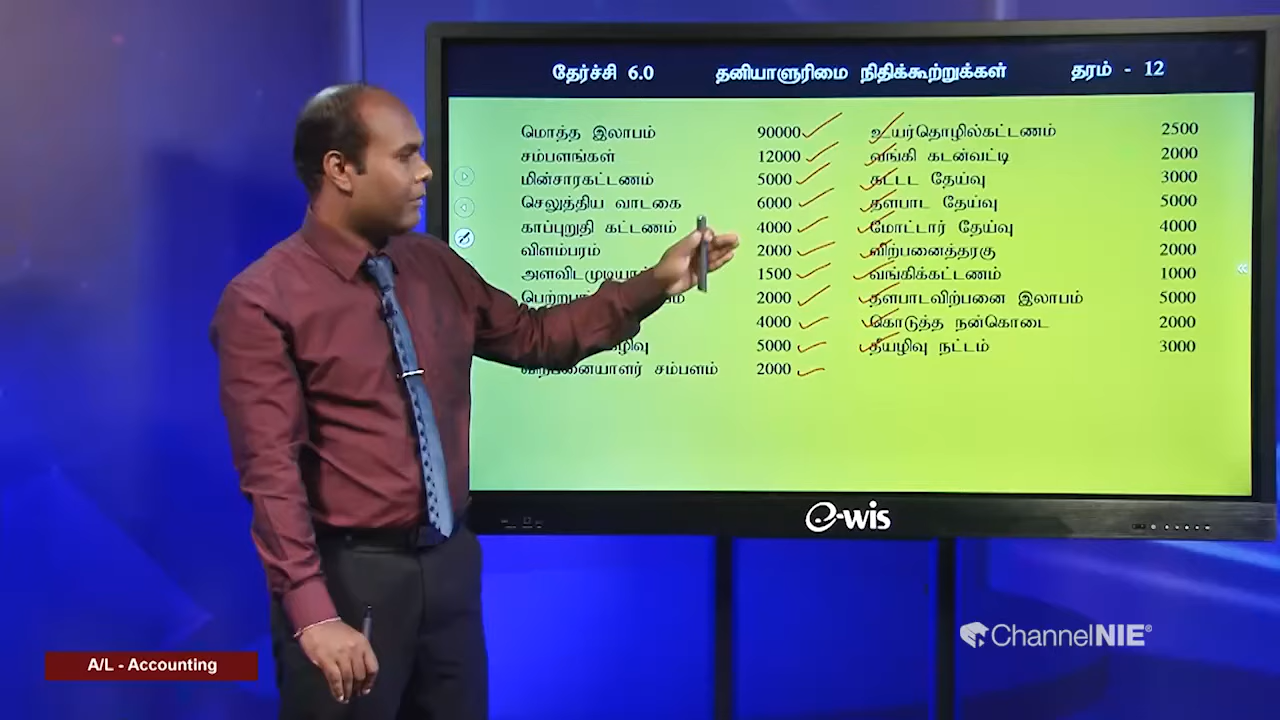 தேர்ச்சி 6.0 தனியாளுரிமை நிதிக்கூற்றுக்கள் தரம் - 12
மொத்த இலாபம் 90000
சம்பளங்கள் 12000
மின்சாரகட்டணம் 5000
செலுத்திய வாடகை 6000
காப்புறுதி கட்டணம் 4000
விளம்பரம் 2000
1500
2000
4000
5000
சம்பளம் 2000
உயர்தொழில்கட்டணம் 2500
வங்கி கடன்வட்டி 2000
கட்டட தேய்வு 3000
தளபாட தேய்வு 5000
மோட்டார் தேய்வு 4000
விற்பனைத்தரகு 2000
வங்கிக்கட்டணம் 1000
தளபாடவிற்பனை இலாபம் 5000
கொடுத்த நன்கொடை 2000
தீயழிவு நட்டம் 3000
e-wis
ChannelNIE®
A/L - Accounting